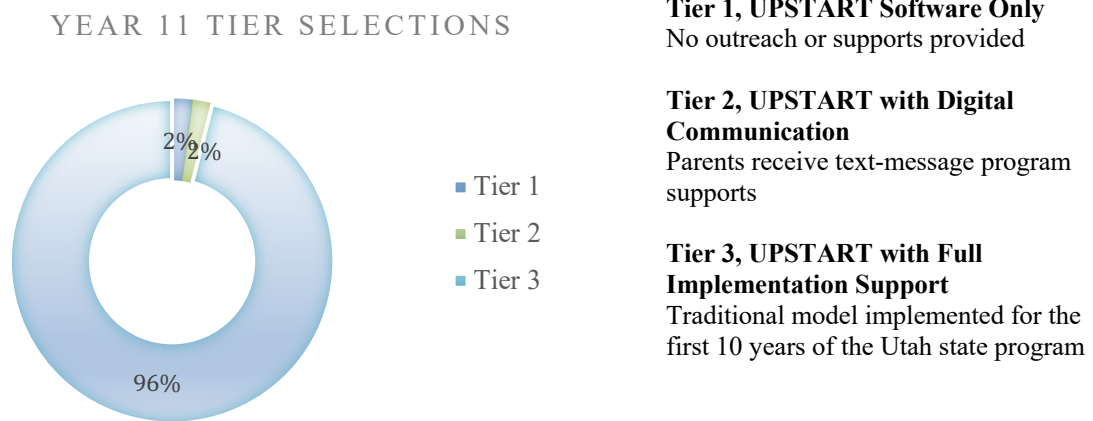 YEAR 11 TIER SELECTIONS
2%
2%
96%
Tier 1
Tier 2
Tier 3
Tier 1, UPSTART Software Only
No outreach or supports provided
Tier 2, UPSTART with Digital
Communication
Parents receive text-message program
supports
Tier 3, UPSTART with Full
Implementation Support
Traditional model implemented for the
first 10 years of the Utah state program